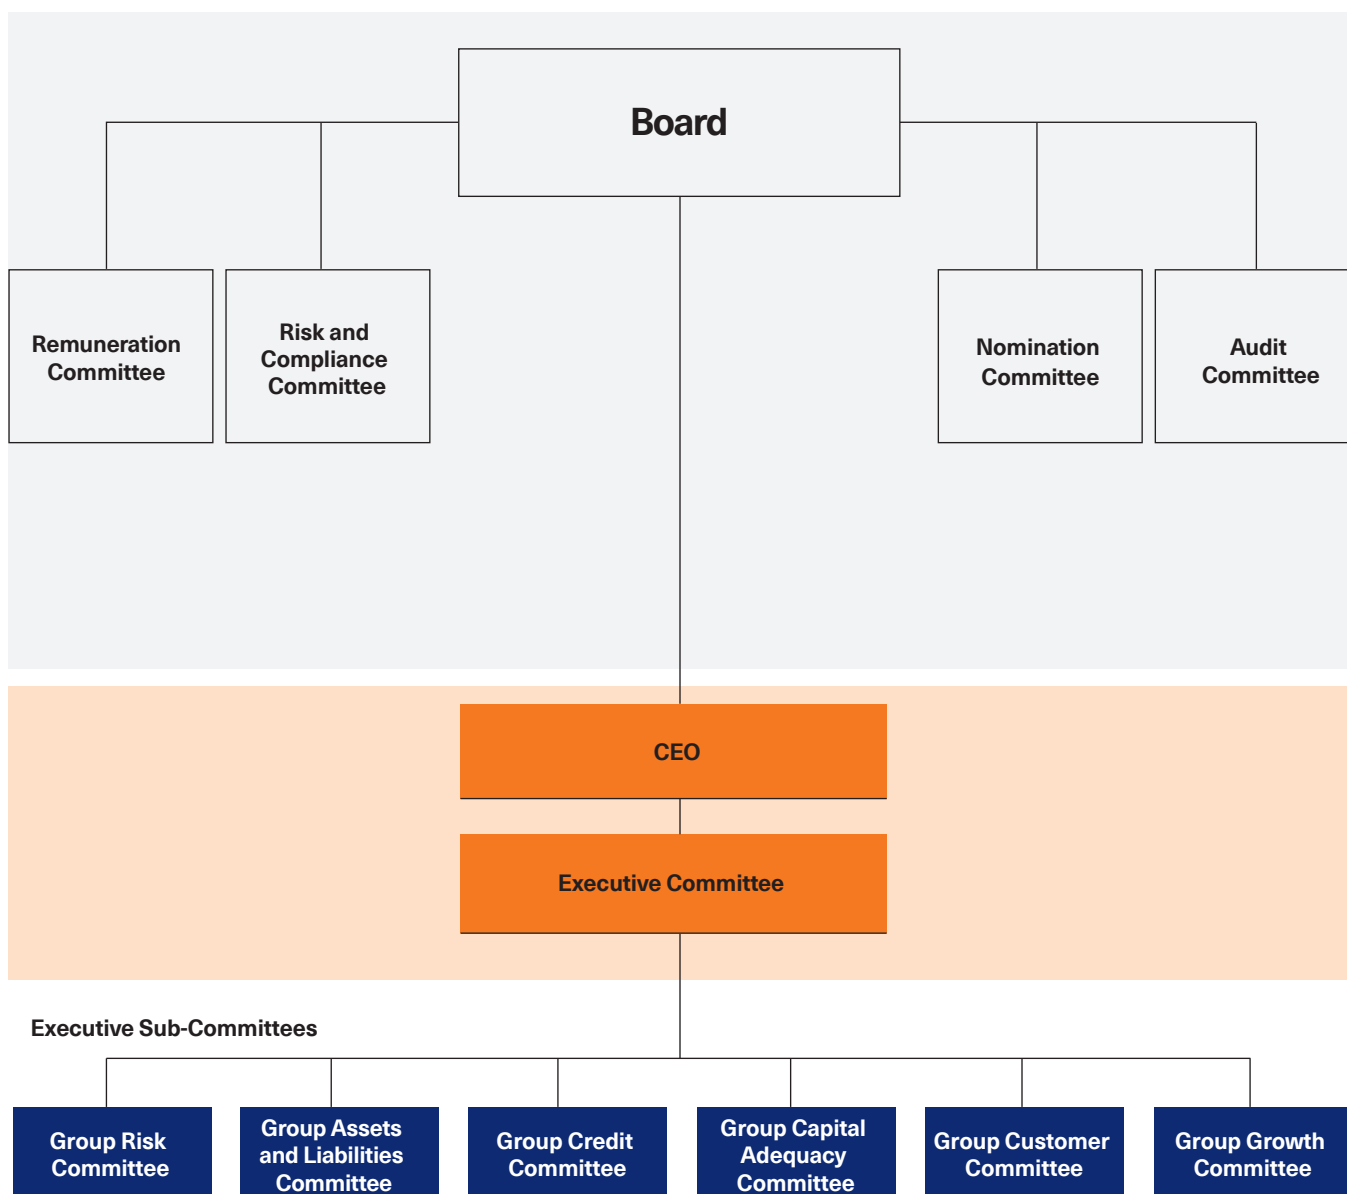 Board
Remuneration
Committee
Risk and
Compliance
Committee
Nomination
Committee
Audit
Committee
CEO
Executive Committee
Executive Sub-Committees
Group Risk
Committee
Group Assets
and Liabilities
Committee
Group Credit
Committee
Group Capital
Adequacy
Committee
Group Customer
Committee
Group Growth
Committee